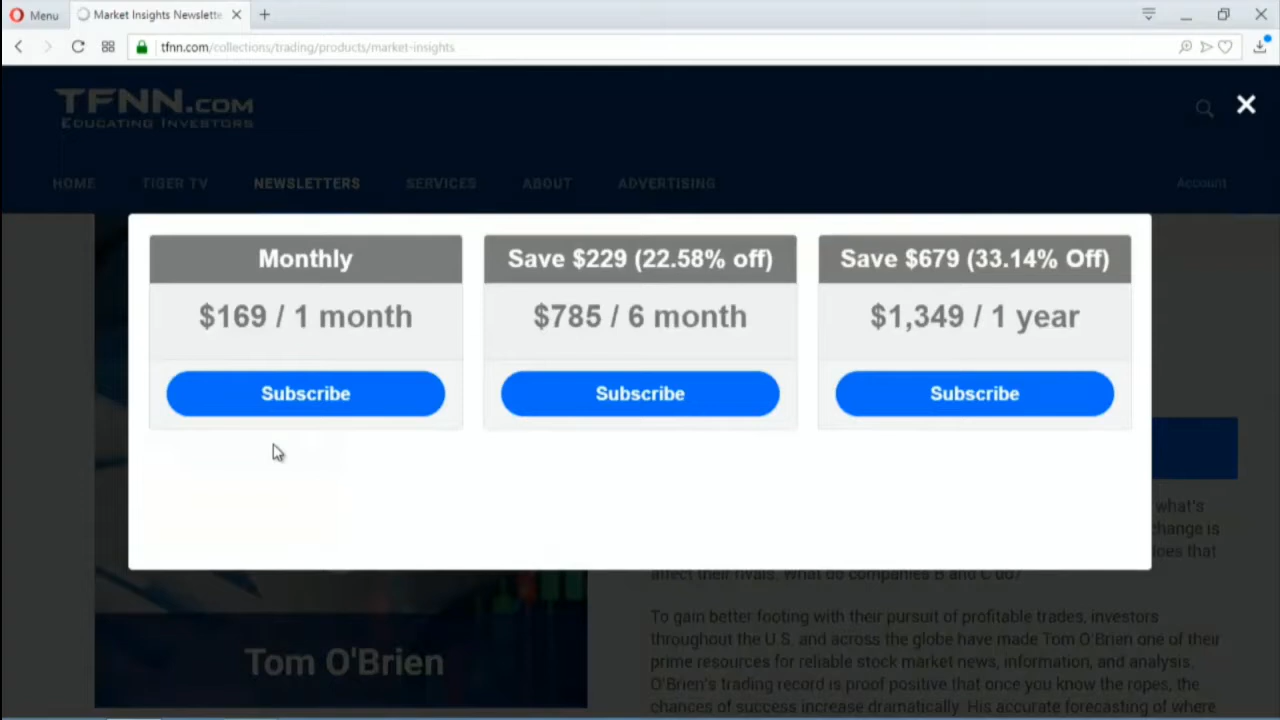 Menu
Market Insights Newslette
tfnn.com/collections/trading/products/market-insights
TFNN.COM
EDUCATING INVESTORS
HOME TIGER TV NEWSLETTERS SERVICES ABOUT ADVERTISING Account
Monthly
$169 / 1 month
Subscribe
Save $229 (22.58% off)
$785 / 6 month
Subscribe
Save $679 (33.14% Off)
$1,349 / 1 year
Subscribe
what's
change is
does that
affect their rivals. What do companies B and C do?
To gain better footing with their pursuit of profitable trades, investors
throughout the U.S. and across the globe have made Tom O'Brien one of their
prime resources for reliable stock market news, information, and analysis.
O'Brien's trading record is proof positive that once you know the ropes, the
chances of success increase dramatically. His accurate forecasting of where
Tom O'Brien